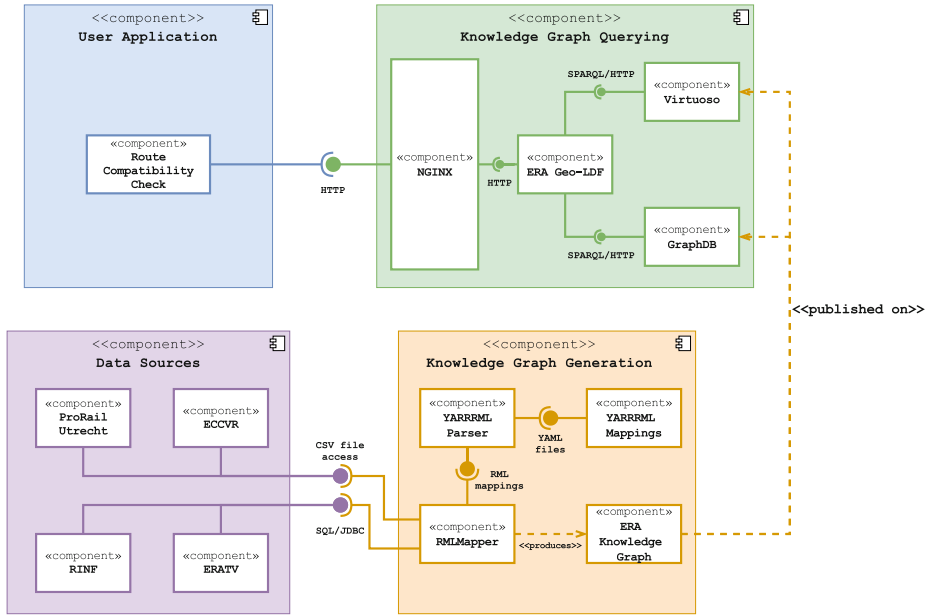 <<component>>
User Application
«component»
Route
Compatibility
Check
HTTP
<<component>>
Knowledge Graph Querying
«component»
NGINX
HTTP
«component»
ERA Geo-LDF
SPARQL/HTTP
«component»
Virtuoso
SPARQL/HTTP
«component»
GraphDB
<<published on>>
<<component>>
Data Sources
«component»
ProRail
Utrecht
«component»
ECCVR
«component»
RINF
«component»
ERATV
CSV file
access
SQL/JDBC
<<component>>
Knowledge Graph Generation
«component»
YARRRML
Parser
YAML
files
«component»
YARRRML
Mappings
RML
mappings
«component»
RMLMapper
<<produces>>
«component»
ERA
Knowledge
Graph